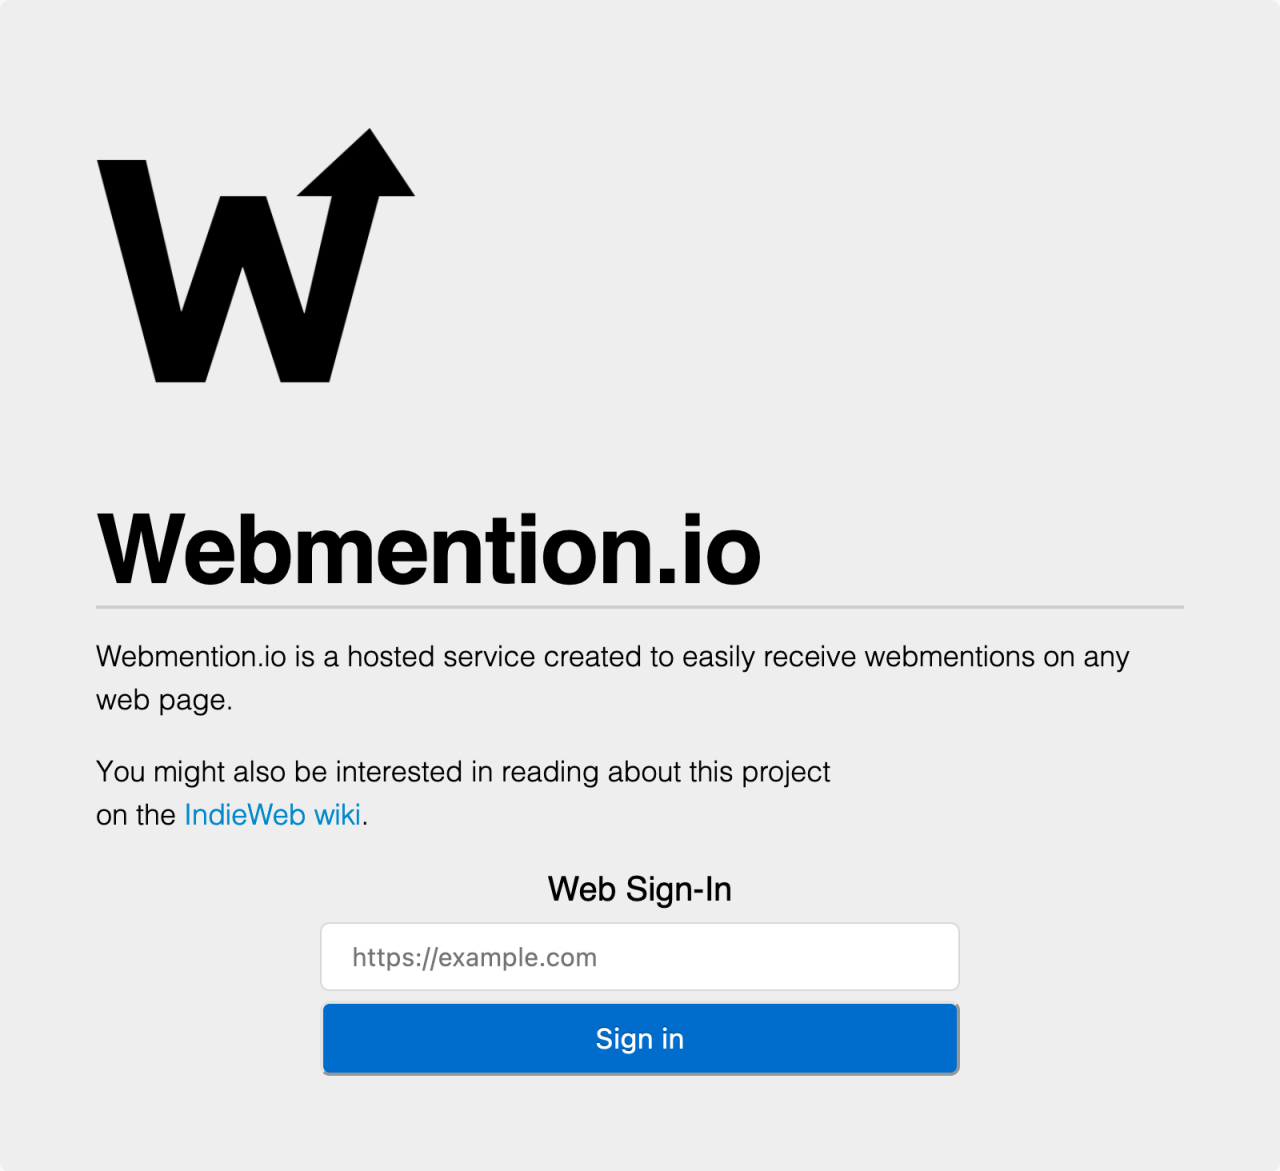 W
Webmention.io
Webmention.io is a hosted service created to easily receive webmentions on any
web page.
You might also be interested in reading about this project
on the IndieWeb wiki.
Web Sign-In
https://example.com
Sign in